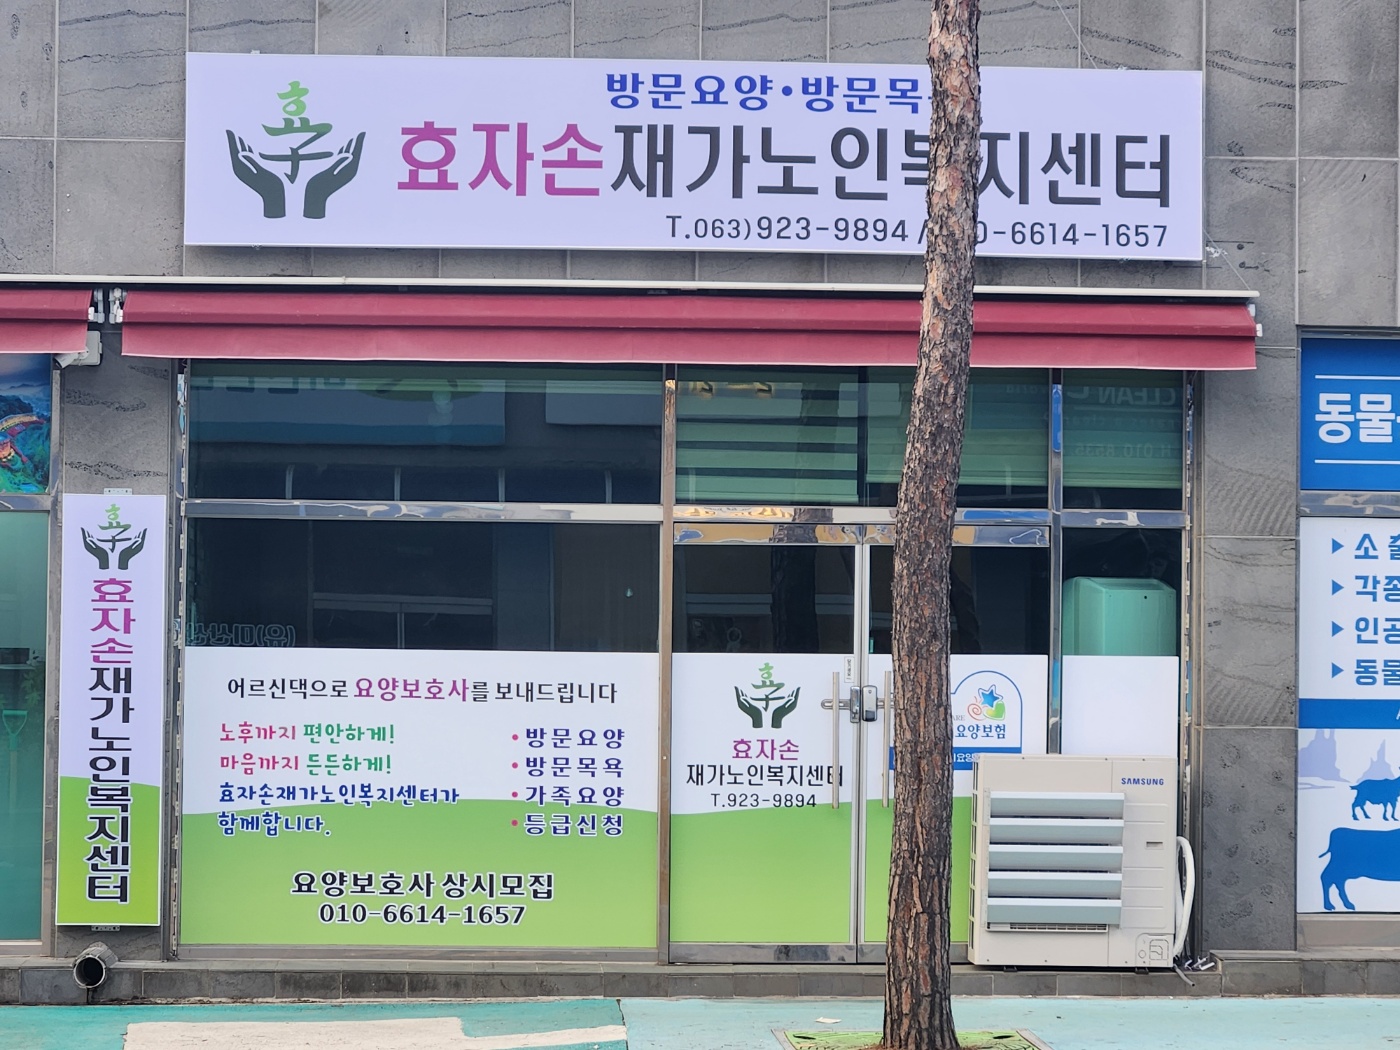 방문요양·방문목
효자손재가노인복지센터
T.063)923-9894 / 0-6614-1657
효
자
효자손재가노인복지센터
효
자
어르신댁으로 요양보호사를 보내드립니다
노후까지 편안하게!
마음까지 든든하게!
효자손재가노인복지센터가
함께합니다.
•방문요양
•방문목욕
•가족요양
•등급신청
요양보호사 상시모집
010-6614-1657
효
자
효자손
재가노인복지센터
T.923-9894
요양보험
SAMSUNG
CLEAN
동물
▶소
▶각종
▶인공
▶동물